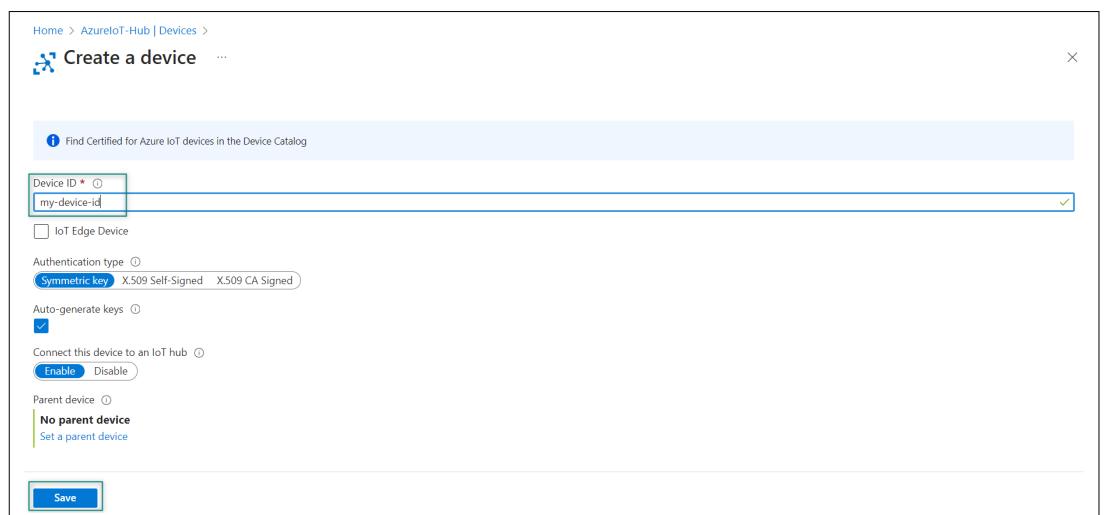 Home > AzureIoT-Hub | Devices >
Create a device ...
Find Certified for Azure IoT devices in the Device Catalog
Device ID *
my-device-id
IoT Edge Device
Authentication type
Symmetric key X.509 Self-Signed X.509 CA Signed
Auto-generate keys
Connect this device to an IoT hub
Enable Disable
Parent device
No parent device
Set a parent device
Save